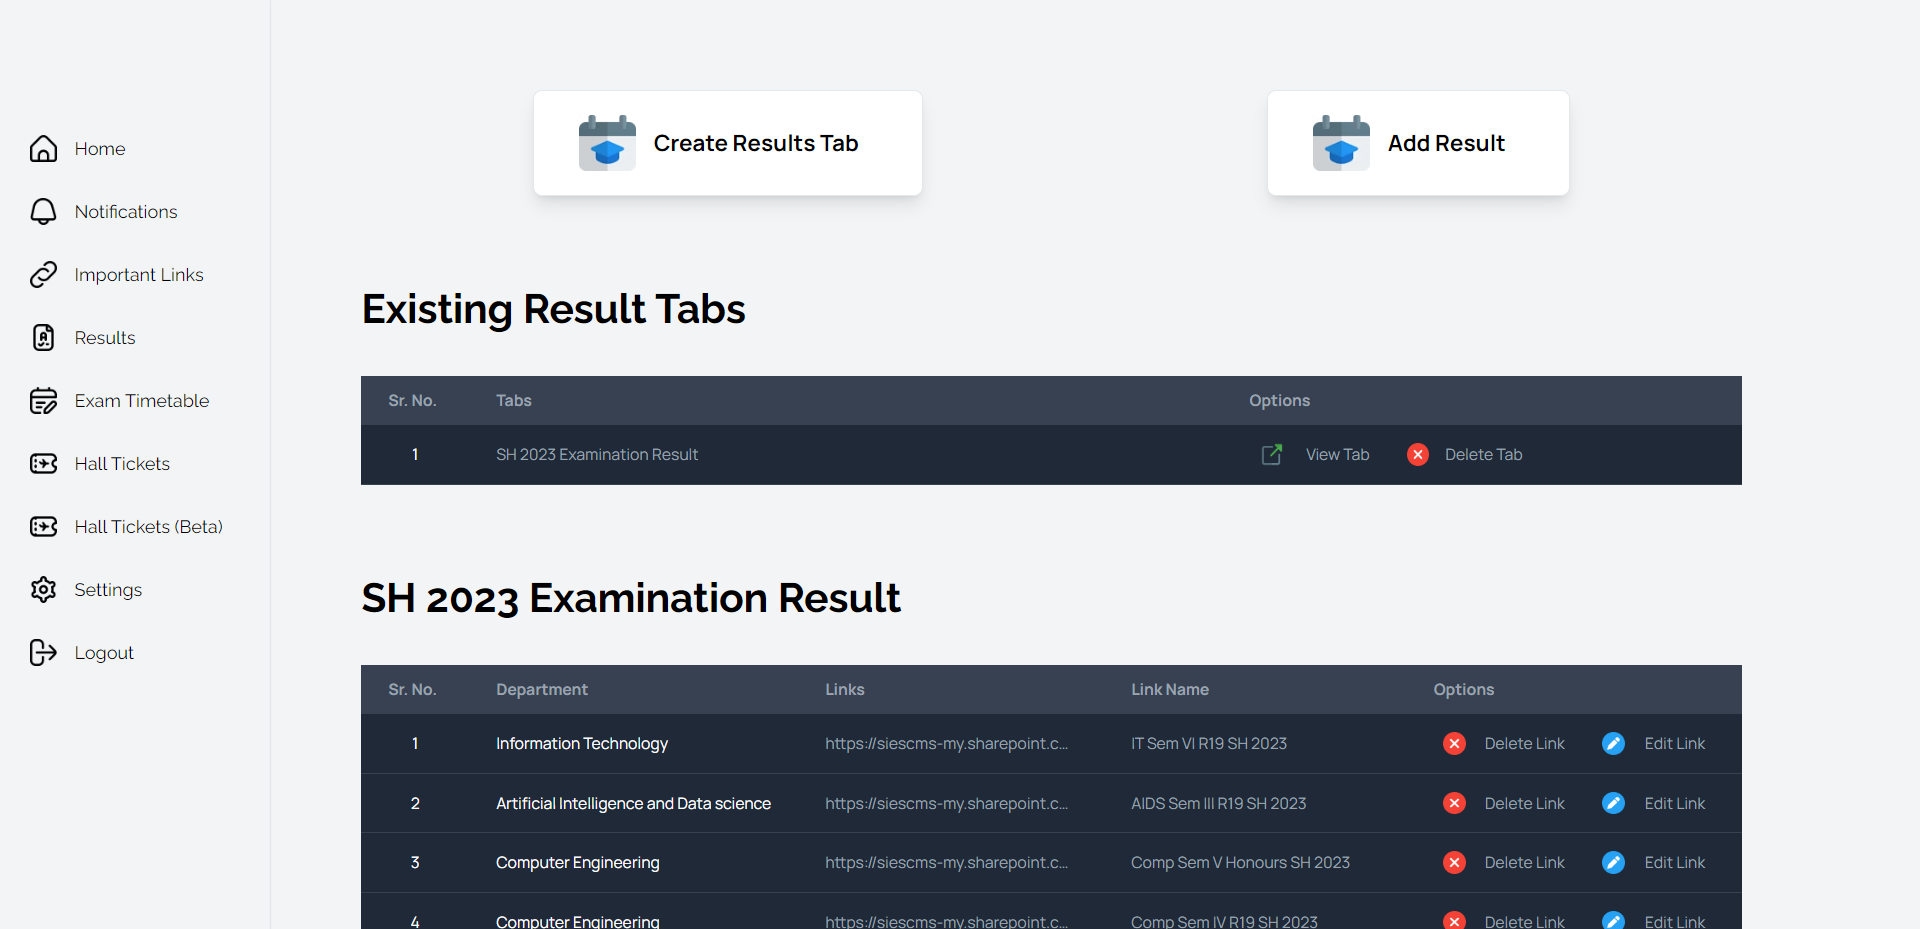 Home
Notifications
Important Links
Results
Exam Timetable
Hall Tickets
Hall Tickets (Beta)
Settings
Logout
Create Results Tab
Add Result
Existing Result Tabs
Sr. No. Tabs Options
1 SH 2023 Examination Result View Tab Delete Tab
SH 2023 Examination Result
Sr. No. Department Links Link Name Options
1 Information Technology https://siescms-my.sharepoint.c... IT Sem VI R19 SH 2023 Delete Link Edit Link
2 Artificial Intelligence and Data science https://siescms-my.sharepoint.c... AIDS Sem III R19 SH 2023 Delete Link Edit Link
3 Computer Engineering https://siescms-my.sharepoint.c... Comp Sem V Honours SH 2023 Delete Link Edit Link
4 Computer Engineering https://siescms-my.sharepoint.c... Comp Sem IV R19 SH 2023 Delete Link Edit Link